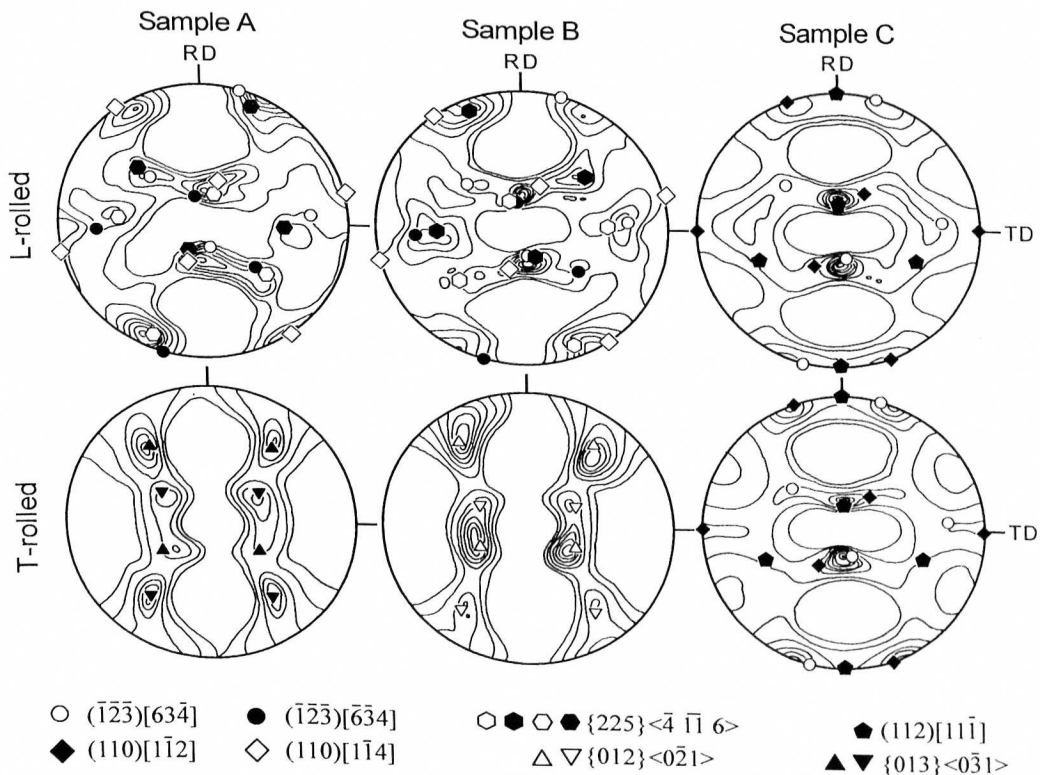 Sample A
Sample B
Sample C
RD
RD
RD
L-rolled
TD
T-rolled
TD
(1̅2̅3̅)[634̅]
(1̅2̅3̅)[6̅3̅4]
{225}<4̅ 1̅1̅ 6>
(112)[111̅]
(110)[11̅2]
(110)[11̅4]
{012}<02̅1>
{013}<03̅1>